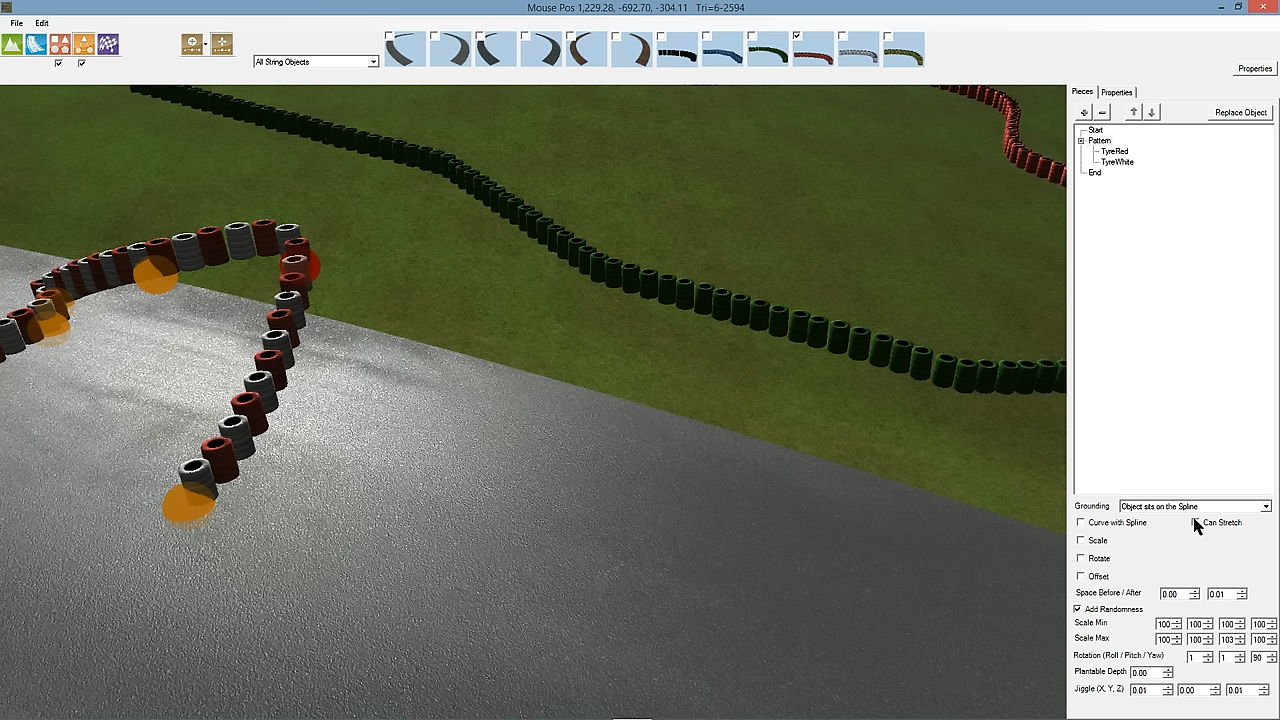 Mouse Pos 1,229.28, -692.70, -304.11 Tri=6-2594
File Edit
All String Objects
Properties
Pieces Properties
Replace Object
Start
Pattern
TyreRed
TyreWhite
End
Grounding Object sits on the Spline
Curve with Spline Can Stretch
Scale
Rotate
Offset
Space Before / After 0.00 0.01
Add Randomness
Scale Min 100 100 100 100
Scale Max 100 100 103 100
Rotation (Roll / Pitch / Yaw) 1 1 90
Plantable Depth 0.00
Jiggle (X, Y, Z) 0.01 0.00 0.01